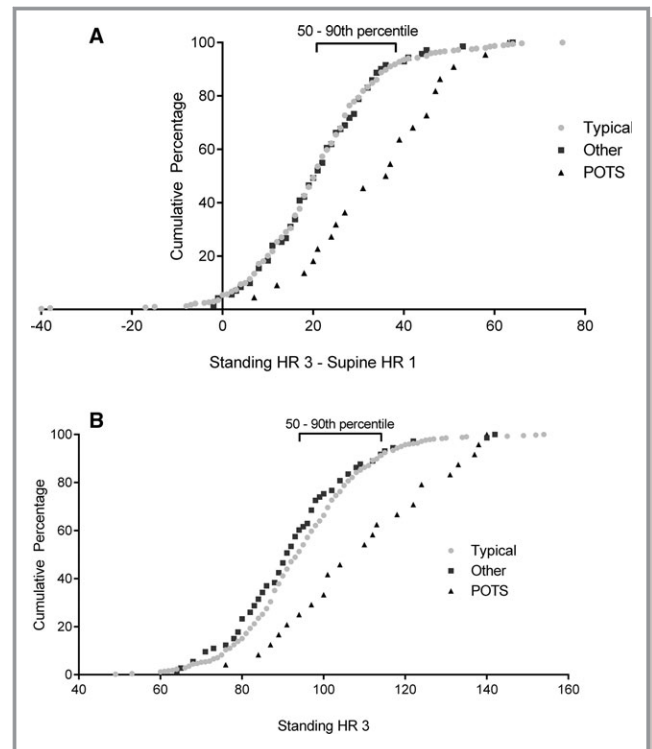 A
50 - 90th percentile
100
80
60
40
20
Cumulative Percentage
Typical
Other
POTS
-40 -20 0 20 40 60 80
Standing HR 3 - Supine HR 1
B
50 - 90th percentile
100
80
60
40
20
0
Cumulative Percentage
Typical
Other
POTS
40 60 80 100 120 140 160
Standing HR 3